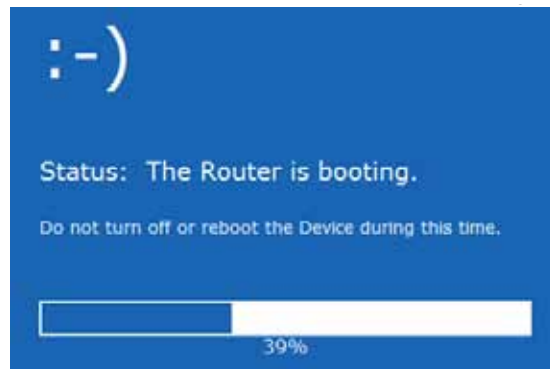 :-)
Status: The Router is booting.
Do not turn off or reboot the Device during this time.
39%